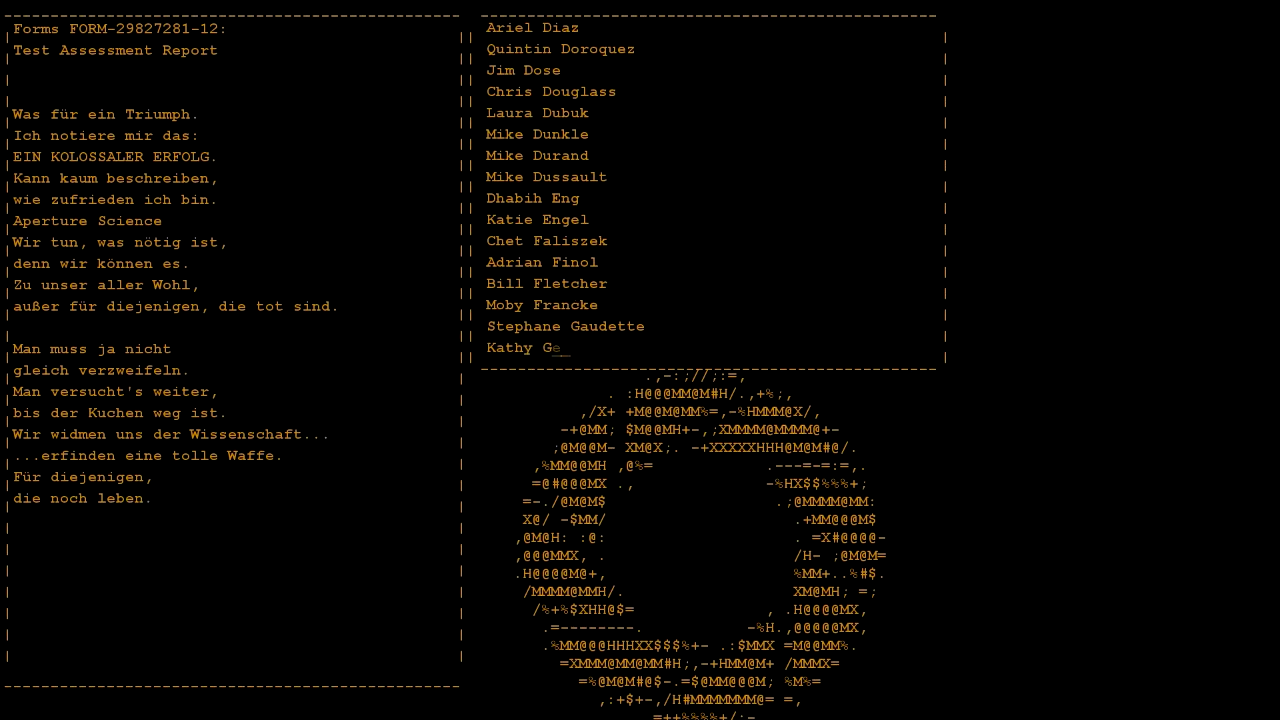 Forms FORM-29827281-12:
Test Assessment Report
Was für ein Triumph.
Ich notiere mir das:
EIN KOLOSSALER ERFOLG.
Kann kaum beschreiben,
wie zufrieden ich bin.
Aperture Science
Wir tun, was nötig ist,
denn wir können es.
Zu unser aller Wohl,
außer für diejenigen, die tot sind.
Man muss ja nicht
gleich verzweifeln.
Man versucht's weiter,
bis der Kuchen weg ist.
Wir widmen uns der Wissenschaft...
...erfinden eine tolle Waffe.
Für diejenigen,
die noch leben.
Ariel Diaz
Quintin Doroquez
Jim Dose
Chris Douglass
Laura Dubuk
Mike Dunkle
Mike Durand
Mike Dussault
Dhabih Eng
Katie Engel
Chet Faliszek
Adrian Finol
Bill Fletcher
Moby Francke
Stephane Gaudette
Kathy Ge